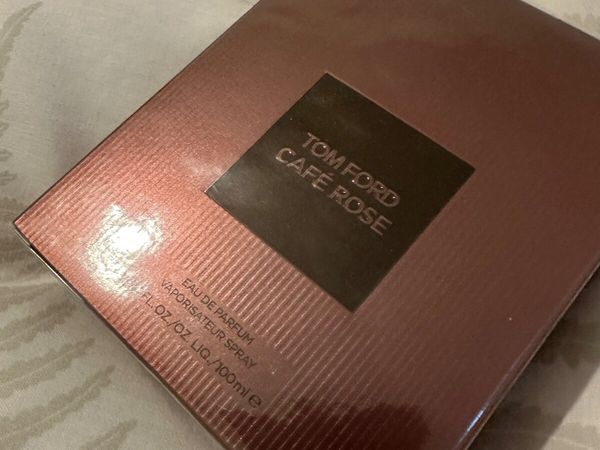 TOM FORD
CAFÉ ROSE
EAU DE PARFUM
VAPORISATEUR SPRAY
FL.OZ/OZ LIQ./100ml e